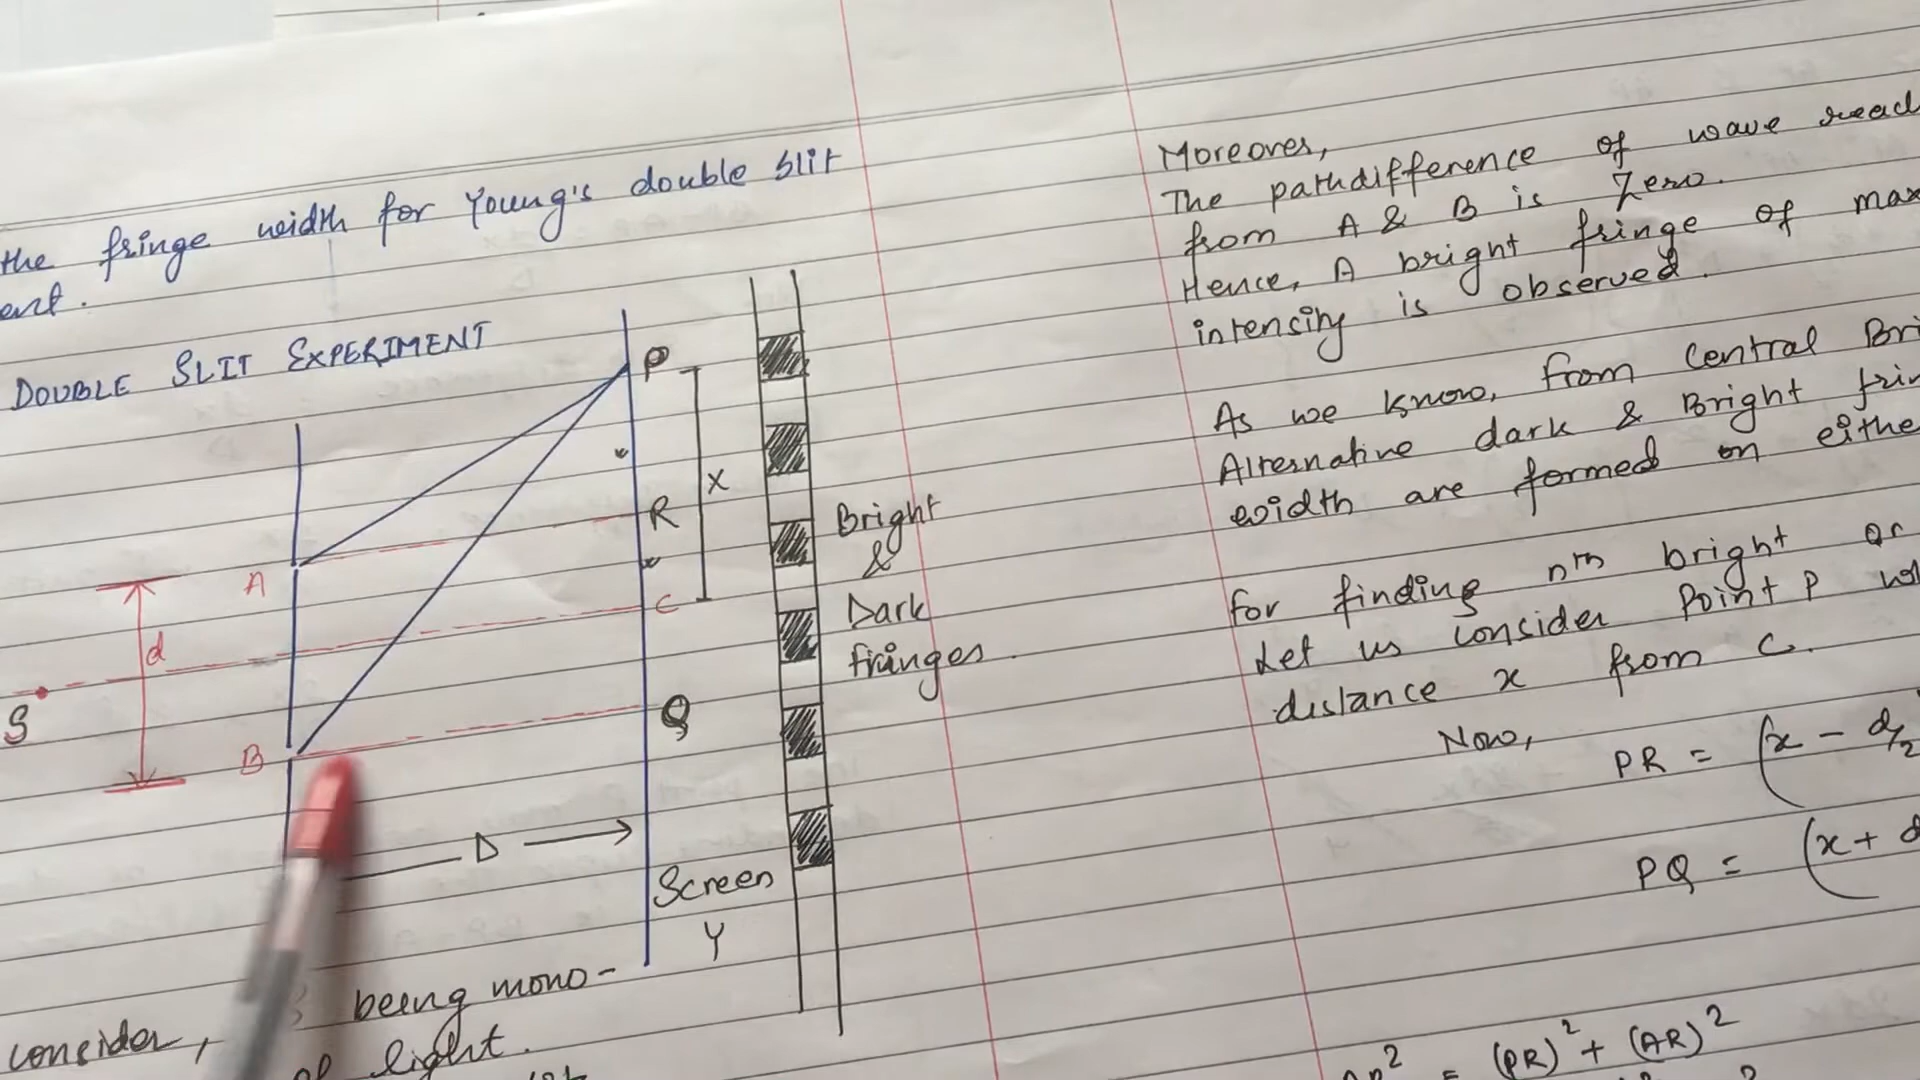 the fringe width for Young's double slit
ent.
DOUBLE SLIT EXPERIMENT
P
X
R
A
C
d
S
B
Q
D
Screen
Y
Bright
&
Dark
fringes.
consider, being mono-
of light.
Moreover,
The pathdifference of wave reach
from A & B is Zero.
Hence, A bright fringe of max
intensity is observed.
As we know, from Central Bri
Alternative dark & Bright frin
width are formed on eithe
for finding nth bright or
Let us consider Point P
distance x from C.
Now,
PR = (x - d/2
PQ = (x + d
= (PR)² + (AR)²